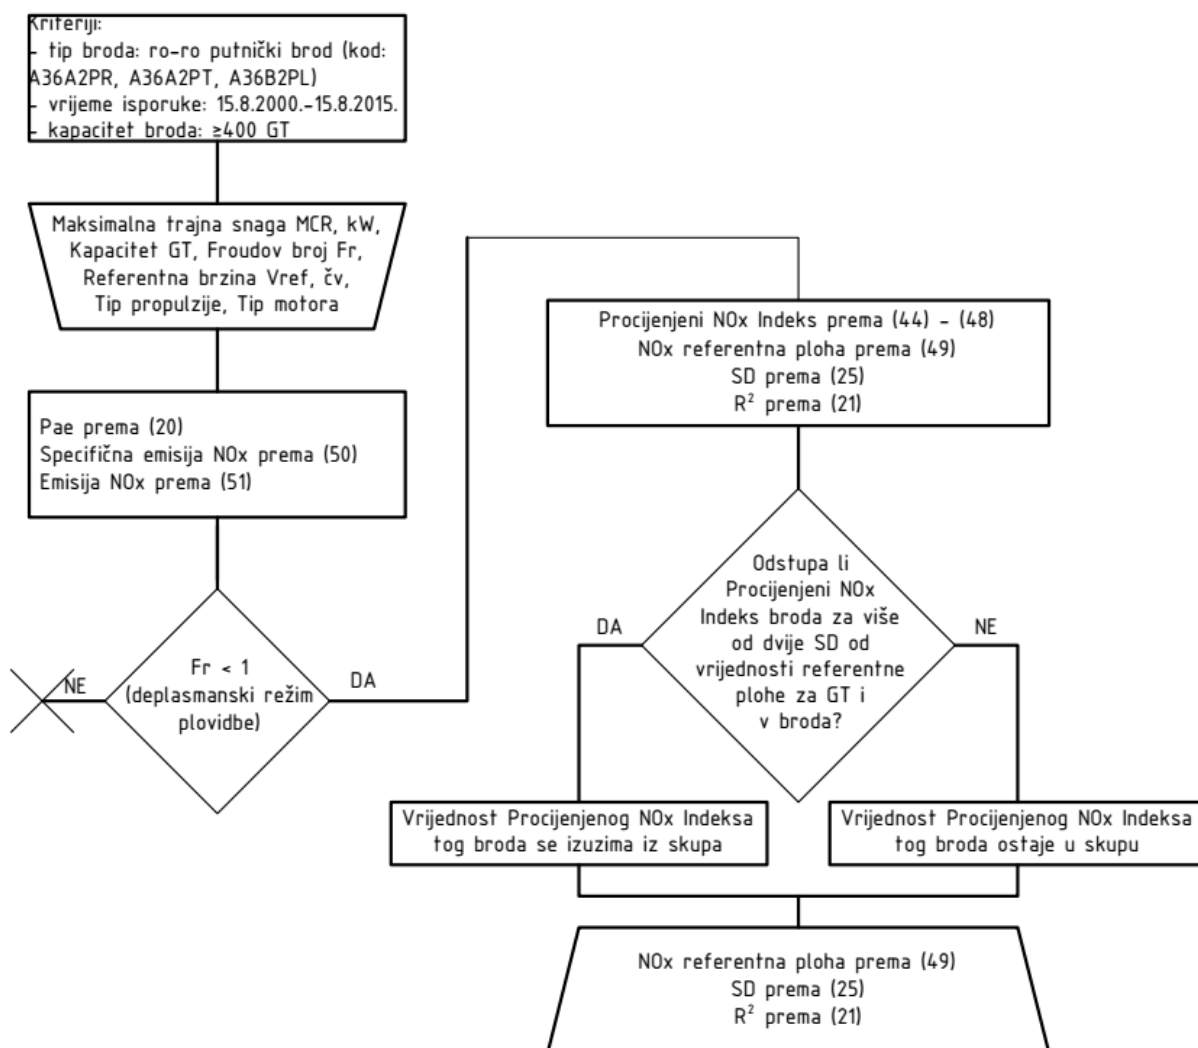 Kriteriji:
- tip broda: ro-ro putnički brod (kod:
A36A2PR, A36A2PT, A36B2PL)
- vrijeme isporuke: 15.8.2000.-15.8.2015.
- kapacitet broda: ≥400 GT
Maksimalna trajna snaga MCR, kW,
Kapacitet GT, Froudov broj Fr,
Referentna brzina Vref, čv,
Tip propulzije, Tip motora
Pae prema (20)
Specifična emisija NOx prema (50)
Emisija NOx prema (51)
Fr < 1
(deplasmanski režim
plovidbe)
NE
DA
Procijenjeni NOx Indeks prema (44) - (48)
NOx referentna ploha prema (49)
SD prema (25)
R² prema (21)
Odstupa li
Procijenjeni NOx
Indeks broda za više
od dvije SD od
vrijednosti referentne
plohe za GT i
v broda?
DA
NE
Vrijednost Procijenjenog NOx Indeksa
tog broda se izuzima iz skupa
Vrijednost Procijenjenog NOx Indeksa
tog broda ostaje u skupu
NOx referentna ploha prema (49)
SD prema (25)
R² prema (21)